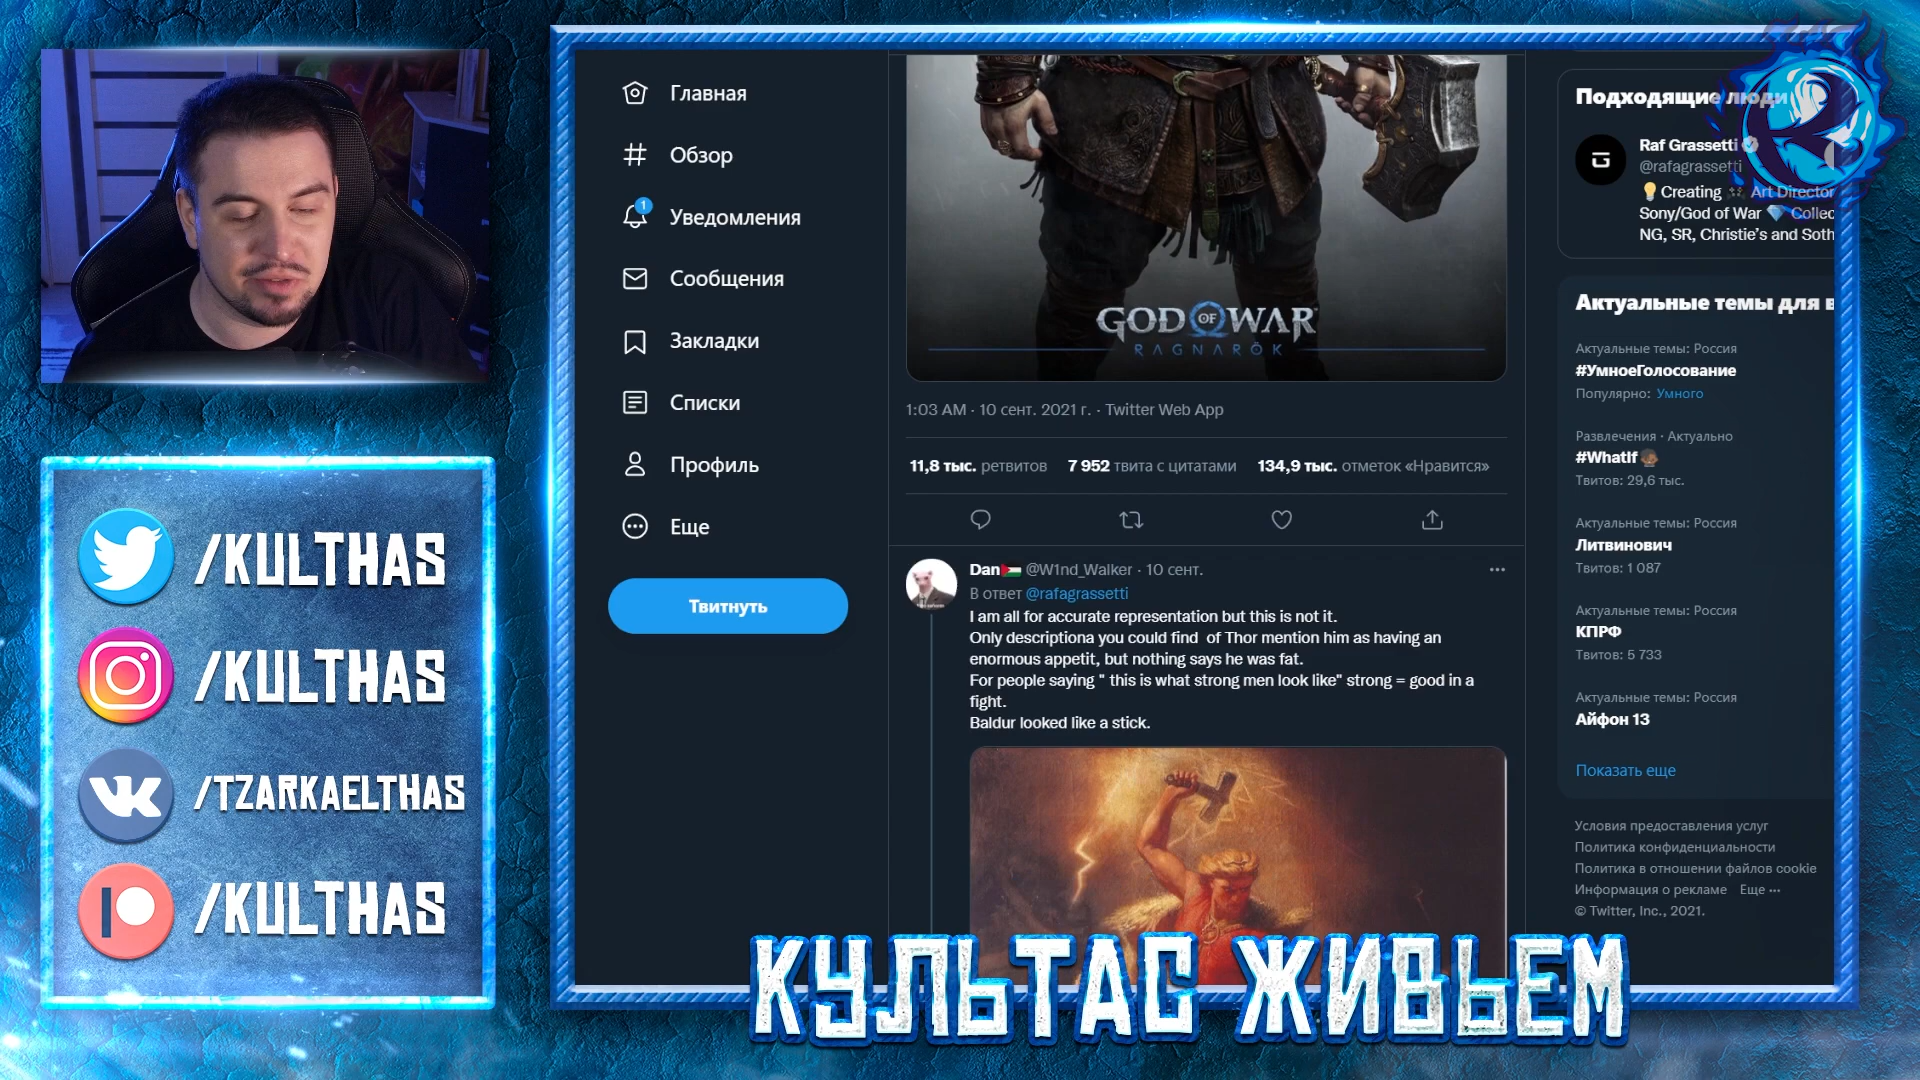 /KULTHAS
/KULTHAS
/TZARKAELTHAS
/KULTHAS
Главная
Обзор
1
Уведомления
Сообщения
Закладки
Списки
Профиль
Еще
Твитнуть
GOD OF WAR
RAGNARÖK
1:03 AM · 10 сент. 2021 г. · Twitter Web App
11,8 тыс. ретвитов 7 952 твита с цитатами 134,9 тыс. отметок «Нравится»
Dan @W1nd_Walker · 10 сент.
В ответ @rafagrassetti
I am all for accurate representation but this is not it.
Only descriptiona you could find of Thor mention him as having an
enormous appetit, but nothing says he was fat.
For people saying " this is what strong men look like" strong = good in a
fight.
Baldur looked like a stick.
Подходящие люди
Raf Grassetti
@rafagrassetti
Creating Art Director
Sony/God of War Collec
NG, SR, Christie's and Soth
Актуальные темы для в
Актуальные темы: Россия
#УмноеГолосование
Популярно: Умного
Развлечения · Актуально
#WhatIf
Твитов: 29,6 тыс.
Актуальные темы: Россия
Литвинович
Твитов: 1 087
Актуальные темы: Россия
КПРФ
Твитов: 5 733
Актуальные темы: Россия
Айфон 13
Показать еще
Условия предоставления услуг
Политика конфиденциальности
Политика в отношении файлов cookie
Информация о рекламе Еще ···
© Twitter, Inc., 2021.
КУЛЬТАС ЖИВЬЕМ